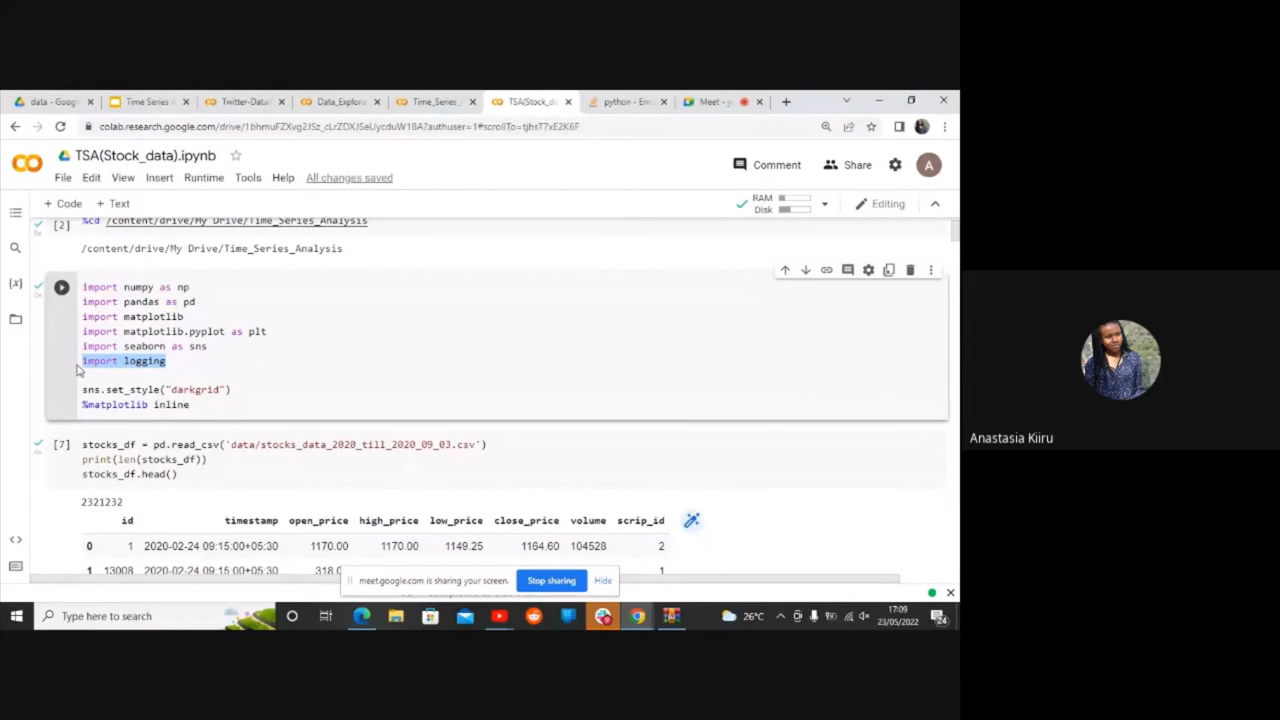 data - Goog
Time Series
Twitter-Data
Data_Explora
Time_Series_
TSA(Stock_da
python - En
Meet -
colab.research.google.com/drive/1bhmuFZXvg2JSz_cLrZDXJSeUycduW1BA?authuser=1#scrollTo=tjhsT7xE2K6F
TSA(Stock_data).ipynb
Comment
Share
A
File Edit View Insert Runtime Tools Help All changes saved
+ Code + Text
RAM
Disk
Editing
[2] %cd /content/drive/My Drive/Time_Series_Analysis
/content/drive/My Drive/Time_Series_Analysis
import numpy as np
import pandas as pd
import matplotlib
import matplotlib.pyplot as plt
import seaborn as sns
import logging
sns.set_style("darkgrid")
%matplotlib inline
[7] stocks_df = pd.read_csv('data/stocks_data_2020_till_2020_09_03.csv')
print(len(stocks_df))
stocks_df.head()
2321232
id timestamp open_price high_price low_price close_price volume scrip_id
0 1 2020-02-24 09:15:00+05:30 1170.00 1170.00 1149.25 1164.60 104528 2
1 13008 2020-02-24 09:15:00+05:30 318.0 1
meet.google.com is sharing your screen.
Stop sharing
Hide
Type here to search
26°C
17:09
23/05/2022
24
Anastasia Kiiru